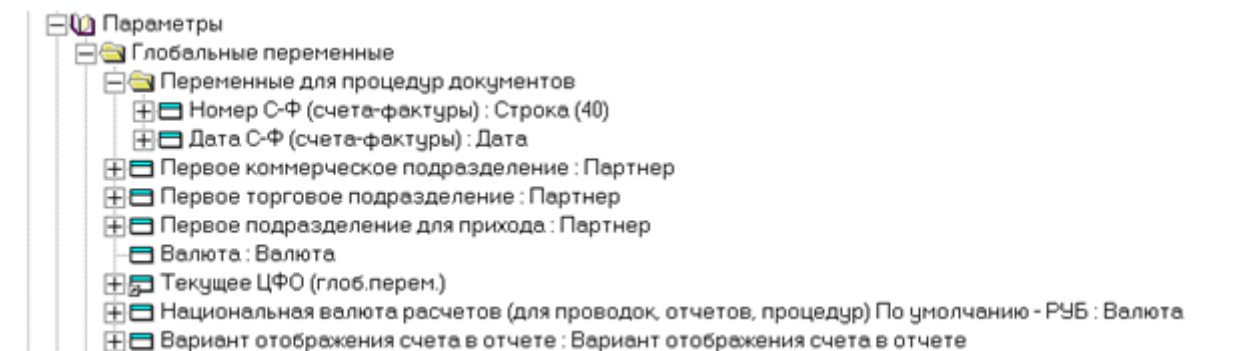 Параметры
Глобальные переменные
Переменные для процедур документов
Номер С-Ф (счета-фактуры) : Строка (40)
Дата С-Ф (счета-фактуры) : Дата
Первое коммерческое подразделение : Партнер
Первое торговое подразделение : Партнер
Первое подразделение для прихода : Партнер
Валюта : Валюта
Текущее ЦФО (глоб.перем.)
Национальная валюта расчетов (для проводок, отчетов, процедур) По умолчанию - РУБ : Валюта
Вариант отображения счета в отчете : Вариант отображения счета в отчете